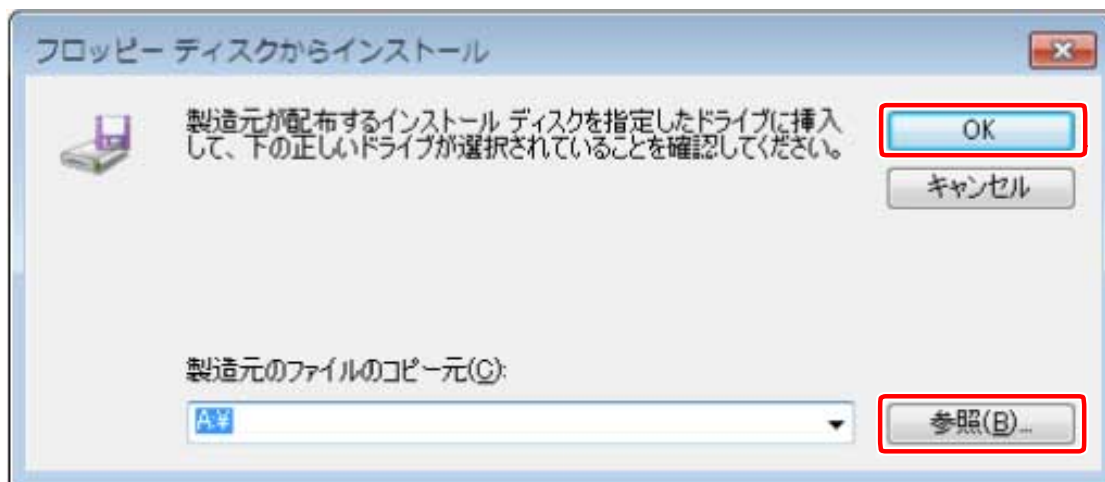 フロッピー ディスクからインストール
製造元が配布するインストール ディスクを指定したドライブに挿入
して、下の正しいドライブが選択されていることを確認してください。
OK
キャンセル
製造元のファイルのコピー元(C):
A:¥
参照(B)...